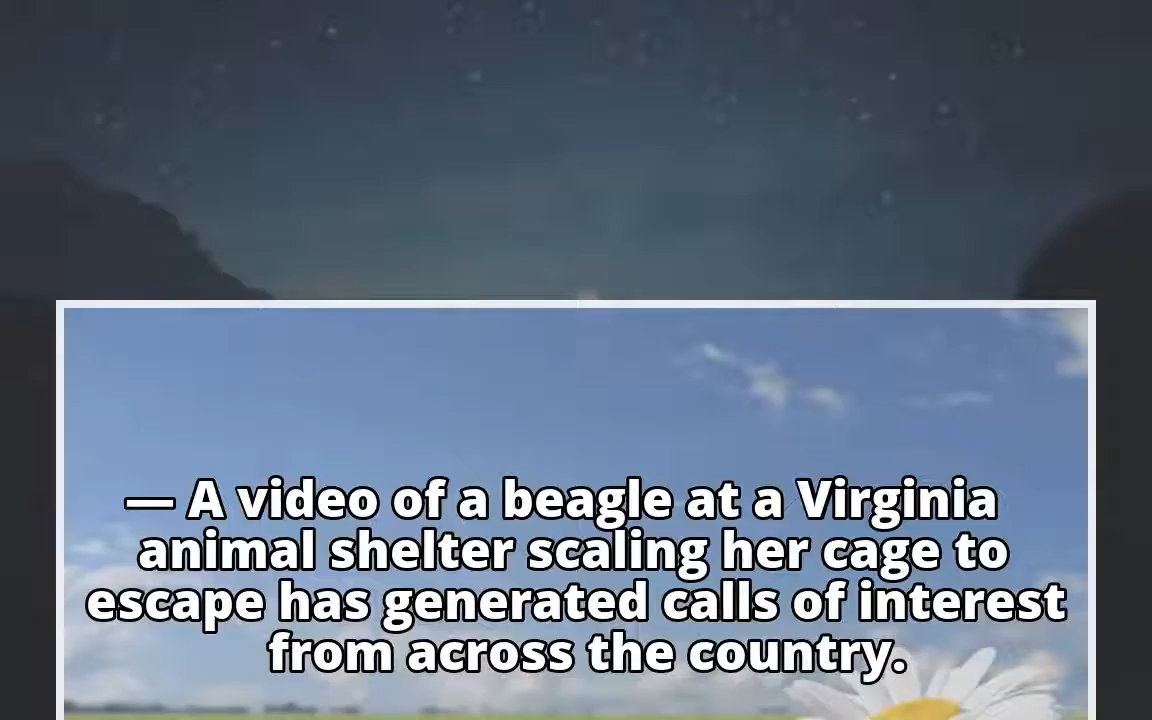 — A video of a beagle at a Virginia
animal shelter scaling her cage to
escape has generated calls of interest
from across the country.